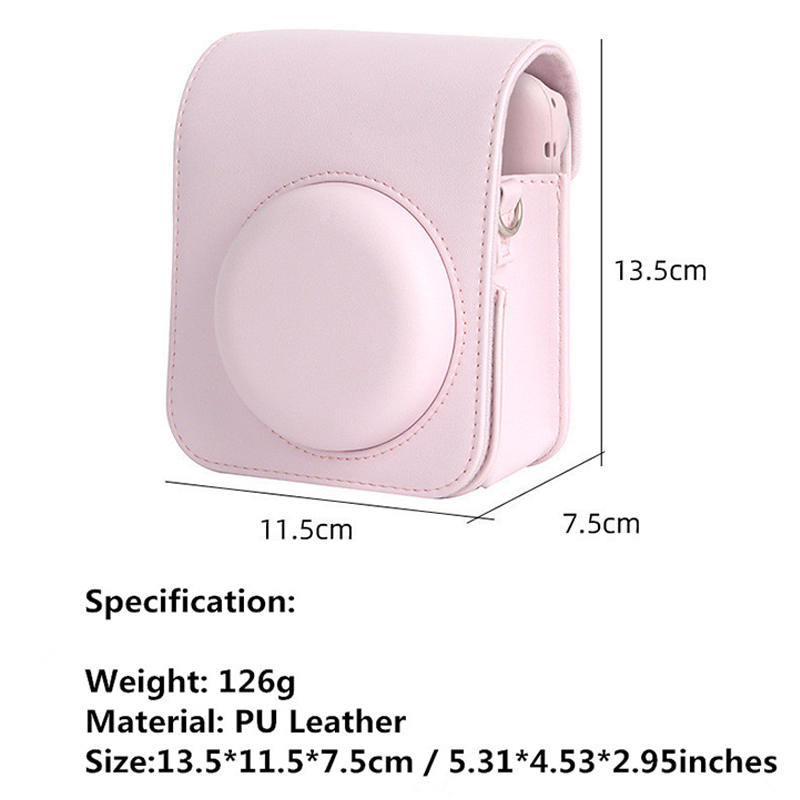 13.5cm
11.5cm
7.5cm
Specification:
Weight: 126g
Material: PU Leather
Size:13.5*11.5*7.5cm / 5.31*4.53*2.95inches